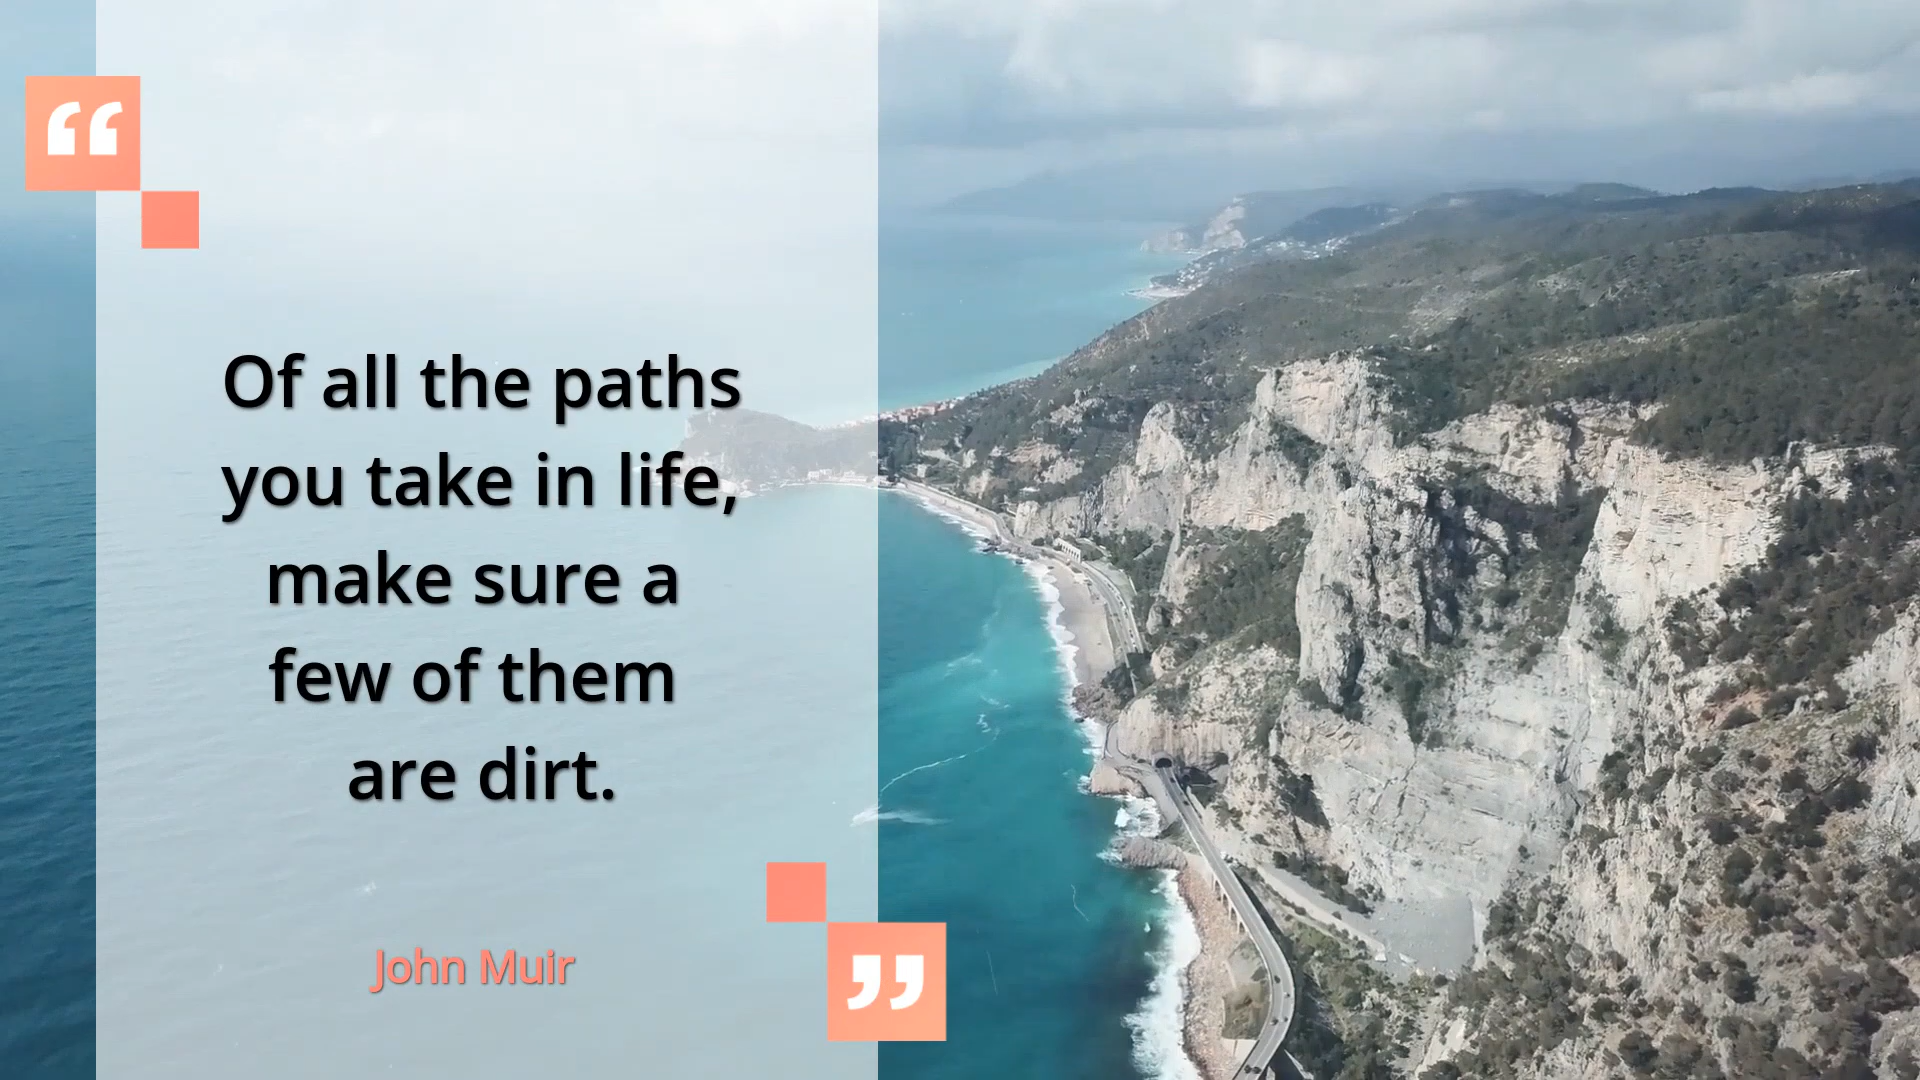 “
Of all the paths
you take in life,
make sure a
few of them
are dirt.
John Muir
”